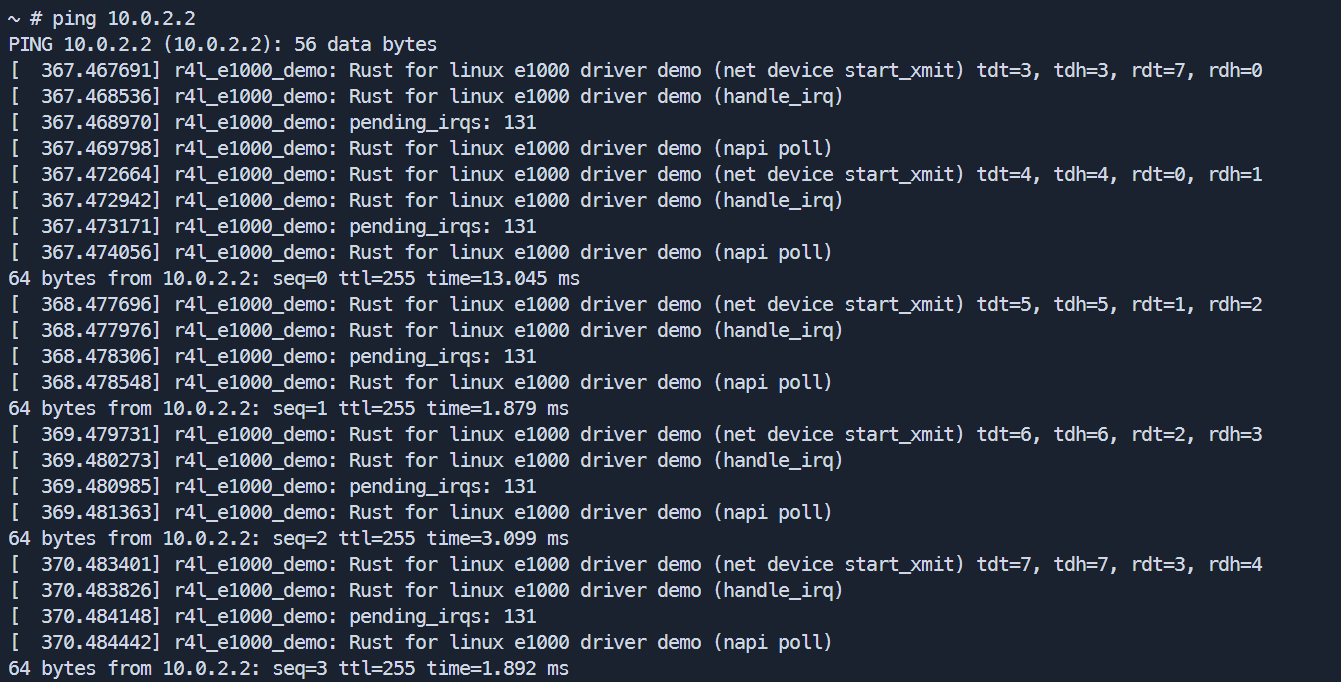 ~ # ping 10.0.2.2
PING 10.0.2.2 (10.0.2.2): 56 data bytes
[  367.467691] r4l_e1000_demo: Rust for linux e1000 driver demo (net device start_xmit) tdt=3, tdh=3, rdt=7, rdh=0
[  367.468536] r4l_e1000_demo: Rust for linux e1000 driver demo (handle_irq)
[  367.468970] r4l_e1000_demo: pending_irqs: 131
[  367.469798] r4l_e1000_demo: Rust for linux e1000 driver demo (napi poll)
[  367.472664] r4l_e1000_demo: Rust for linux e1000 driver demo (net device start_xmit) tdt=4, tdh=4, rdt=0, rdh=1
[  367.472942] r4l_e1000_demo: Rust for linux e1000 driver demo (handle_irq)
[  367.473171] r4l_e1000_demo: pending_irqs: 131
[  367.474056] r4l_e1000_demo: Rust for linux e1000 driver demo (napi poll)
64 bytes from 10.0.2.2: seq=0 ttl=255 time=13.045 ms
[  368.477696] r4l_e1000_demo: Rust for linux e1000 driver demo (net device start_xmit) tdt=5, tdh=5, rdt=1, rdh=2
[  368.477976] r4l_e1000_demo: Rust for linux e1000 driver demo (handle_irq)
[  368.478306] r4l_e1000_demo: pending_irqs: 131
[  368.478548] r4l_e1000_demo: Rust for linux e1000 driver demo (napi poll)
64 bytes from 10.0.2.2: seq=1 ttl=255 time=1.879 ms
[  369.479731] r4l_e1000_demo: Rust for linux e1000 driver demo (net device start_xmit) tdt=6, tdh=6, rdt=2, rdh=3
[  369.480273] r4l_e1000_demo: Rust for linux e1000 driver demo (handle_irq)
[  369.480985] r4l_e1000_demo: pending_irqs: 131
[  369.481363] r4l_e1000_demo: Rust for linux e1000 driver demo (napi poll)
64 bytes from 10.0.2.2: seq=2 ttl=255 time=3.099 ms
[  370.483401] r4l_e1000_demo: Rust for linux e1000 driver demo (net device start_xmit) tdt=7, tdh=7, rdt=3, rdh=4
[  370.483826] r4l_e1000_demo: Rust for linux e1000 driver demo (handle_irq)
[  370.484148] r4l_e1000_demo: pending_irqs: 131
[  370.484442] r4l_e1000_demo: Rust for linux e1000 driver demo (napi poll)
64 bytes from 10.0.2.2: seq=3 ttl=255 time=1.892 ms